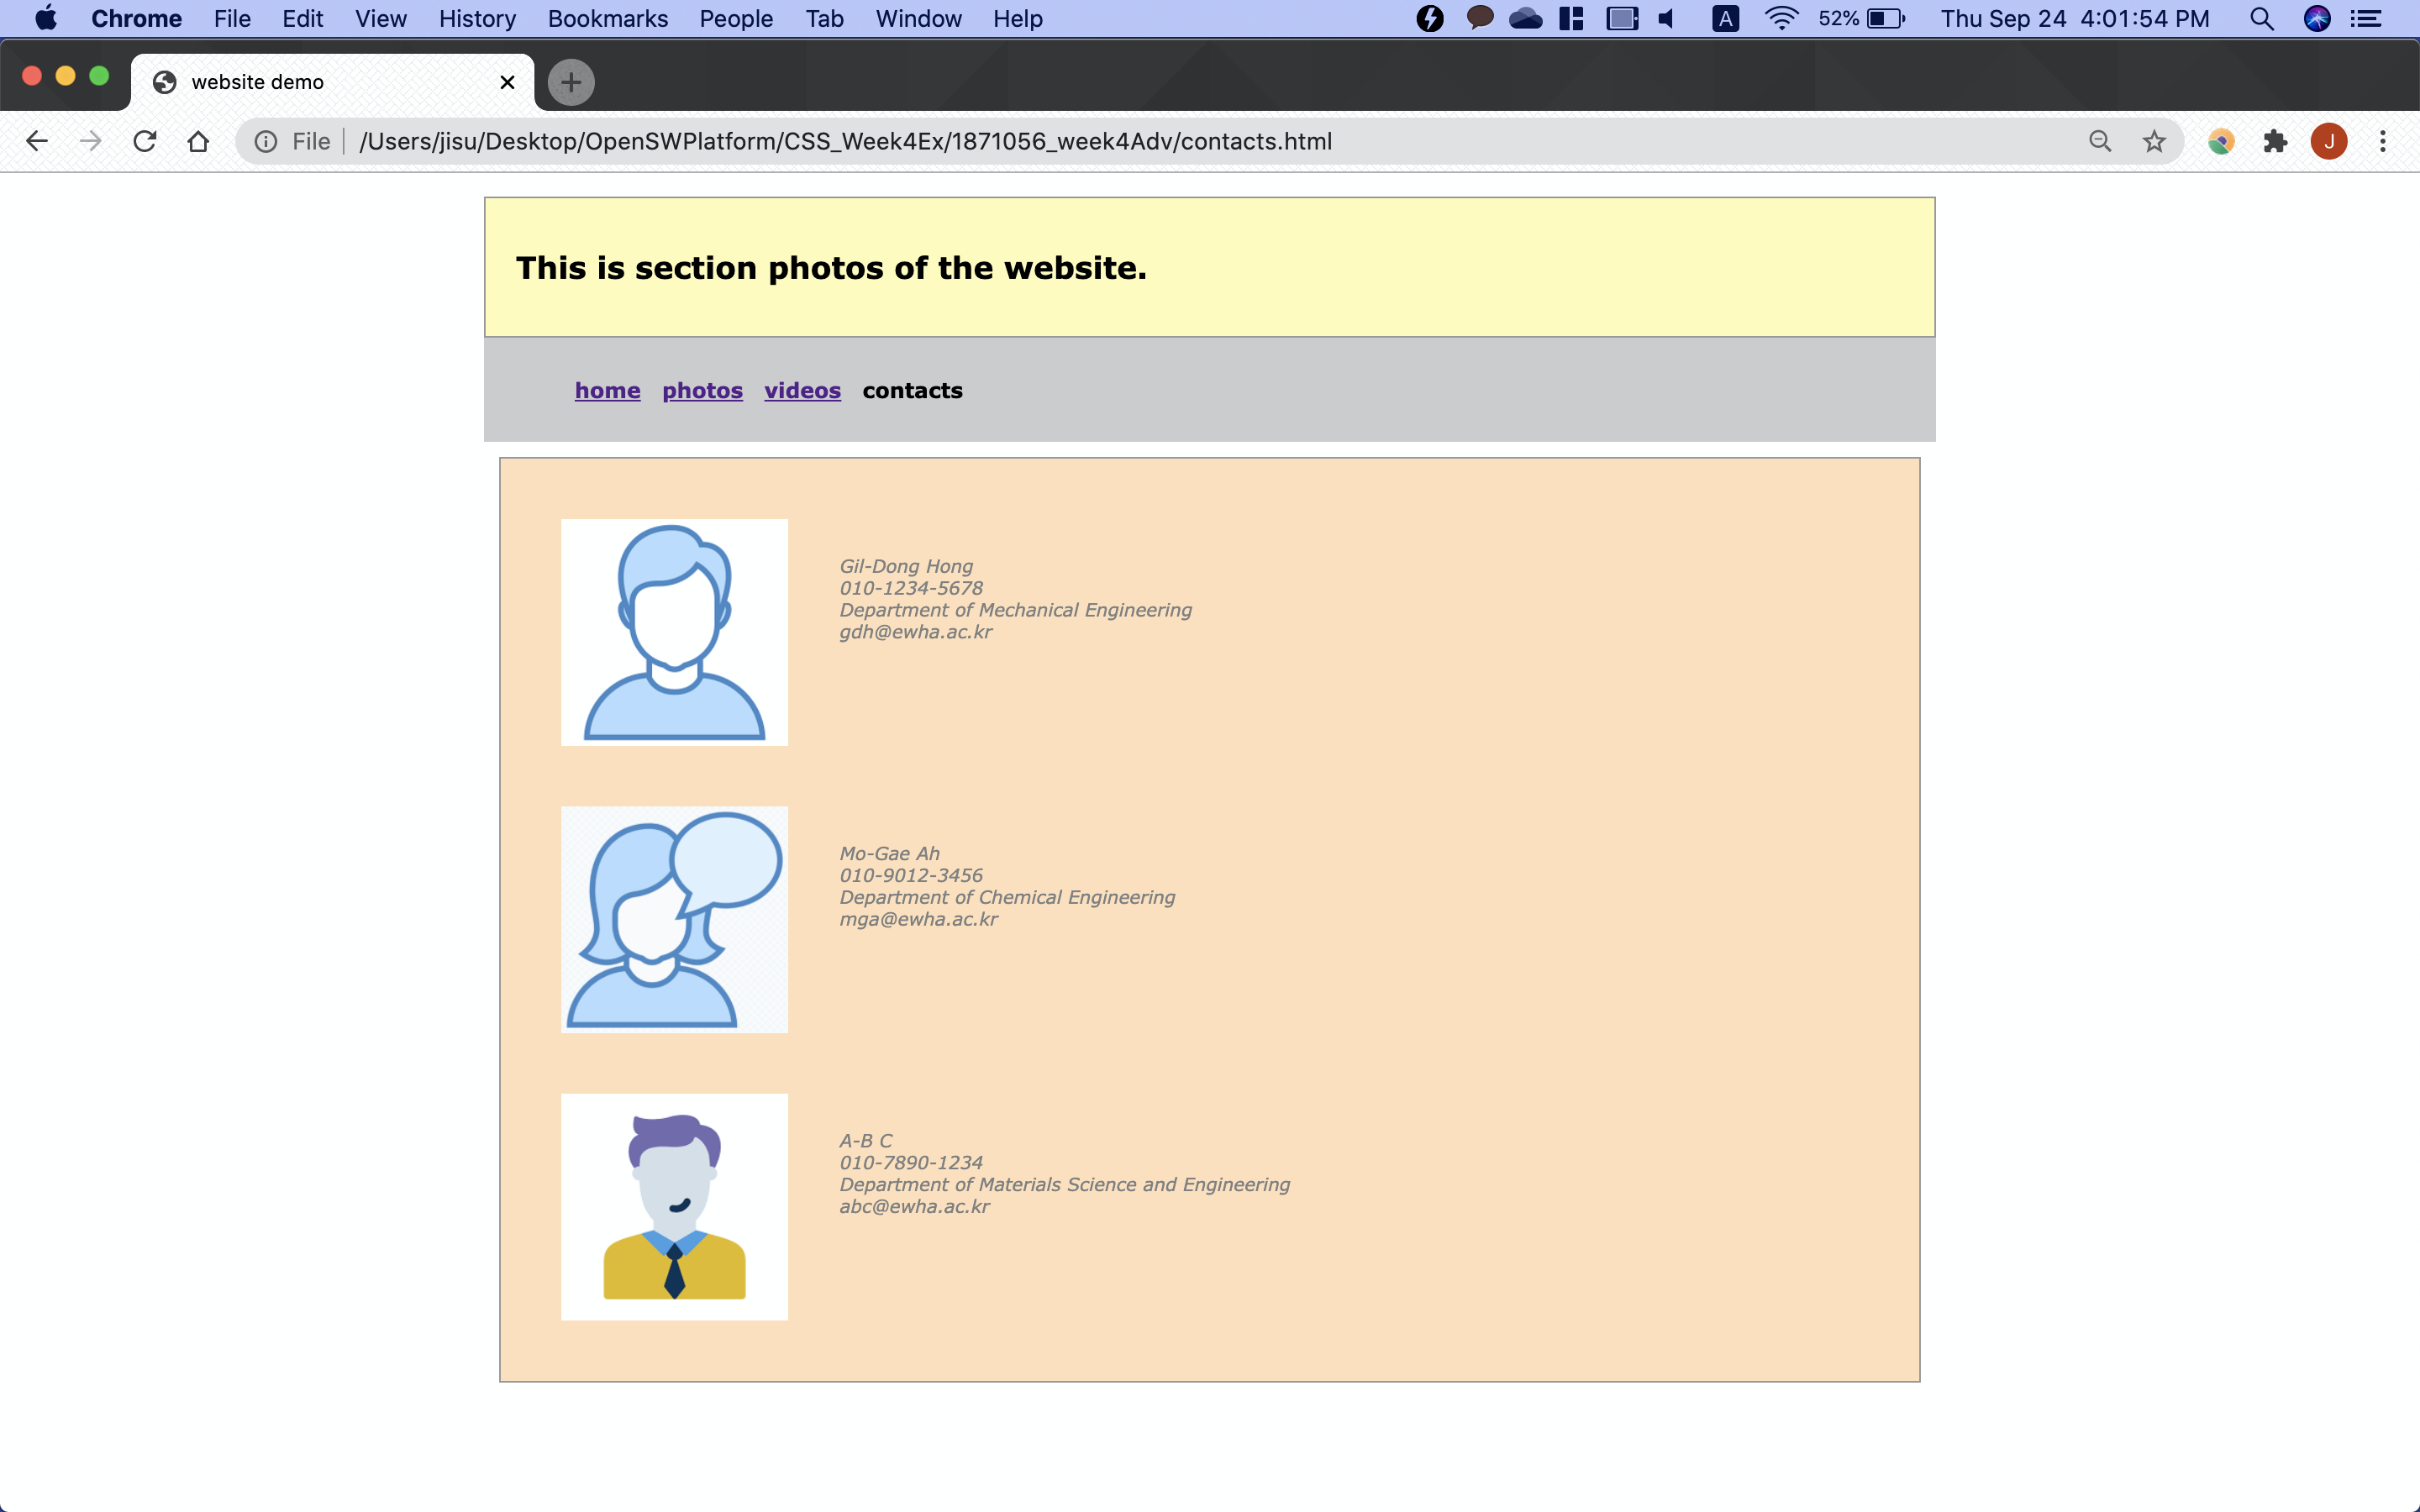 Chrome File Edit View History Bookmarks People Tab Window Help A 52% Thu Sep 24 4:01:54 PM
website demo
File /Users/jisu/Desktop/OpenSWPlatform/CSS_Week4Ex/1871056_week4Adv/contacts.html J
This is section photos of the website.
home photos videos contacts
Gil-Dong Hong
010-1234-5678
Department of Mechanical Engineering
gdh@ewha.ac.kr
Mo-Gae Ah
010-9012-3456
Department of Chemical Engineering
mga@ewha.ac.kr
A-B C
010-7890-1234
Department of Materials Science and Engineering
abc@ewha.ac.kr